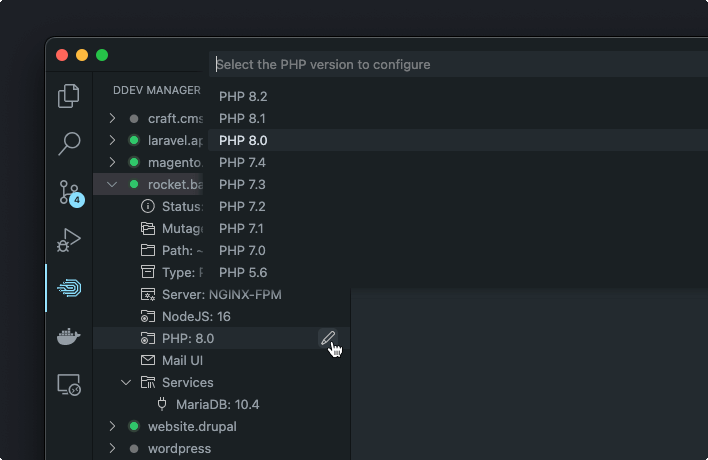 Select the PHP version to configure
PHP 8.2
PHP 8.1
PHP 8.0
PHP 7.4
PHP 7.3
PHP 7.2
PHP 7.1
PHP 7.0
PHP 5.6
DDEV MANAGER
craft.cms
laravel.ap
magento.
rocket.ba
Status:
Mutage
Path: ~
Type:
Server: NGINX-FPM
NodeJS: 16
PHP: 8.0
Mail UI
Services
MariaDB: 10.4
website.drupal
wordpress
4